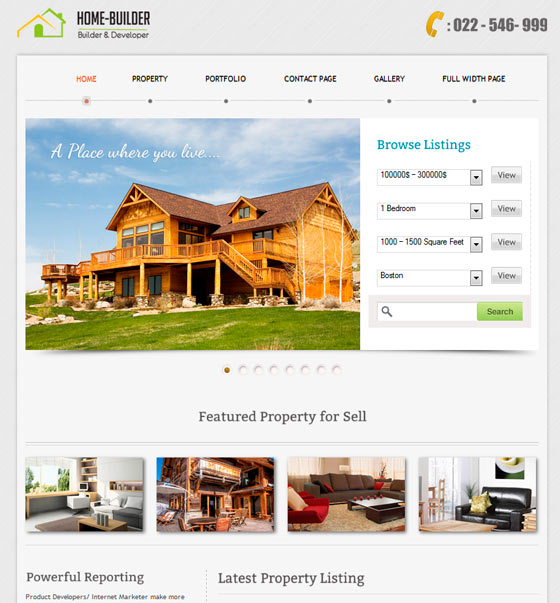 HOME-BUILDER
Builder & Developer
: 022 - 546- 999
HOME PROPERTY PORTFOLIO CONTACT PAGE GALLERY FULL WIDTH PAGE
A Place where you live....
Browse Listings
100000$ – 300000$ View
1 Bedroom View
1000 – 1500 Square Feet View
Boston View
Search
Featured Property for Sell
Powerful Reporting
Product Developers/ Internet Marketer make more
Latest Property Listing